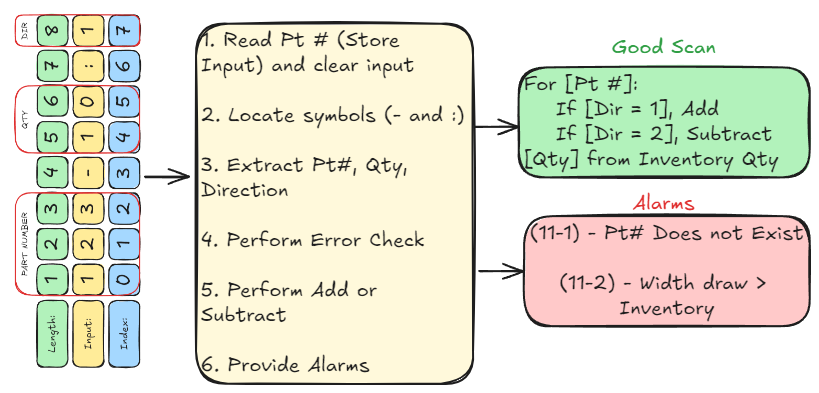 Length: 1 2 3 4 5 6 7 8
Input: 1 2 3 - 1 0 : 1
Index: 0 1 2 3 4 5 6 7
PART NUMBER
QTY
DIR
1. Read Pt # (Store
Input) and clear input
2. Locate symbols (- and :)
3. Extract Pt#, Qty,
Direction
4. Perform Error Check
5. Perform Add or
Subtract
6. Provide Alarms
Good Scan
For [Pt #]:
If [Dir = 1], Add
If [Dir = 2], Subtract
[Qty] from Inventory Qty
Alarms
(11-1) - Pt# Does not Exist
(11-2) - Width draw >
Inventory